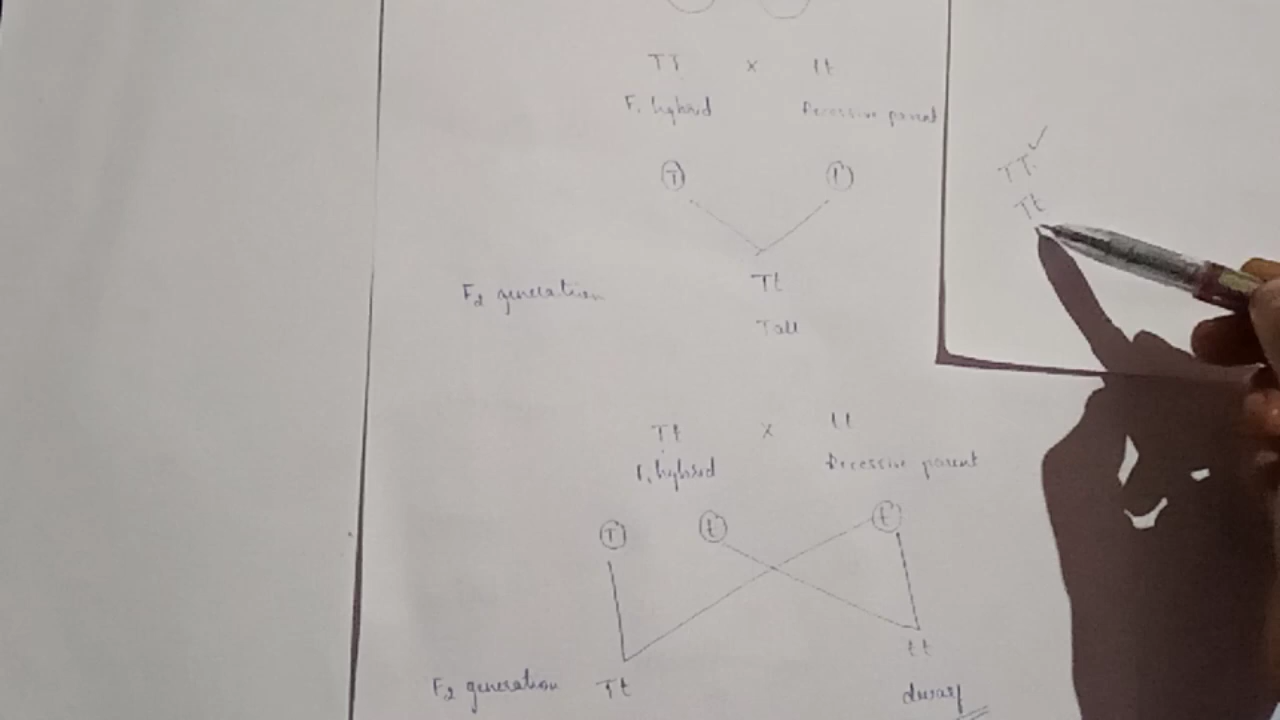 TT x tt
F1 hybrid Recessive parent
TT ✓
T t
Tt
F2 generation Tt
Tall
Tt x tt
F1 hybrid Recessive parent
T t t
tt
F2 generation Tt
dwarf